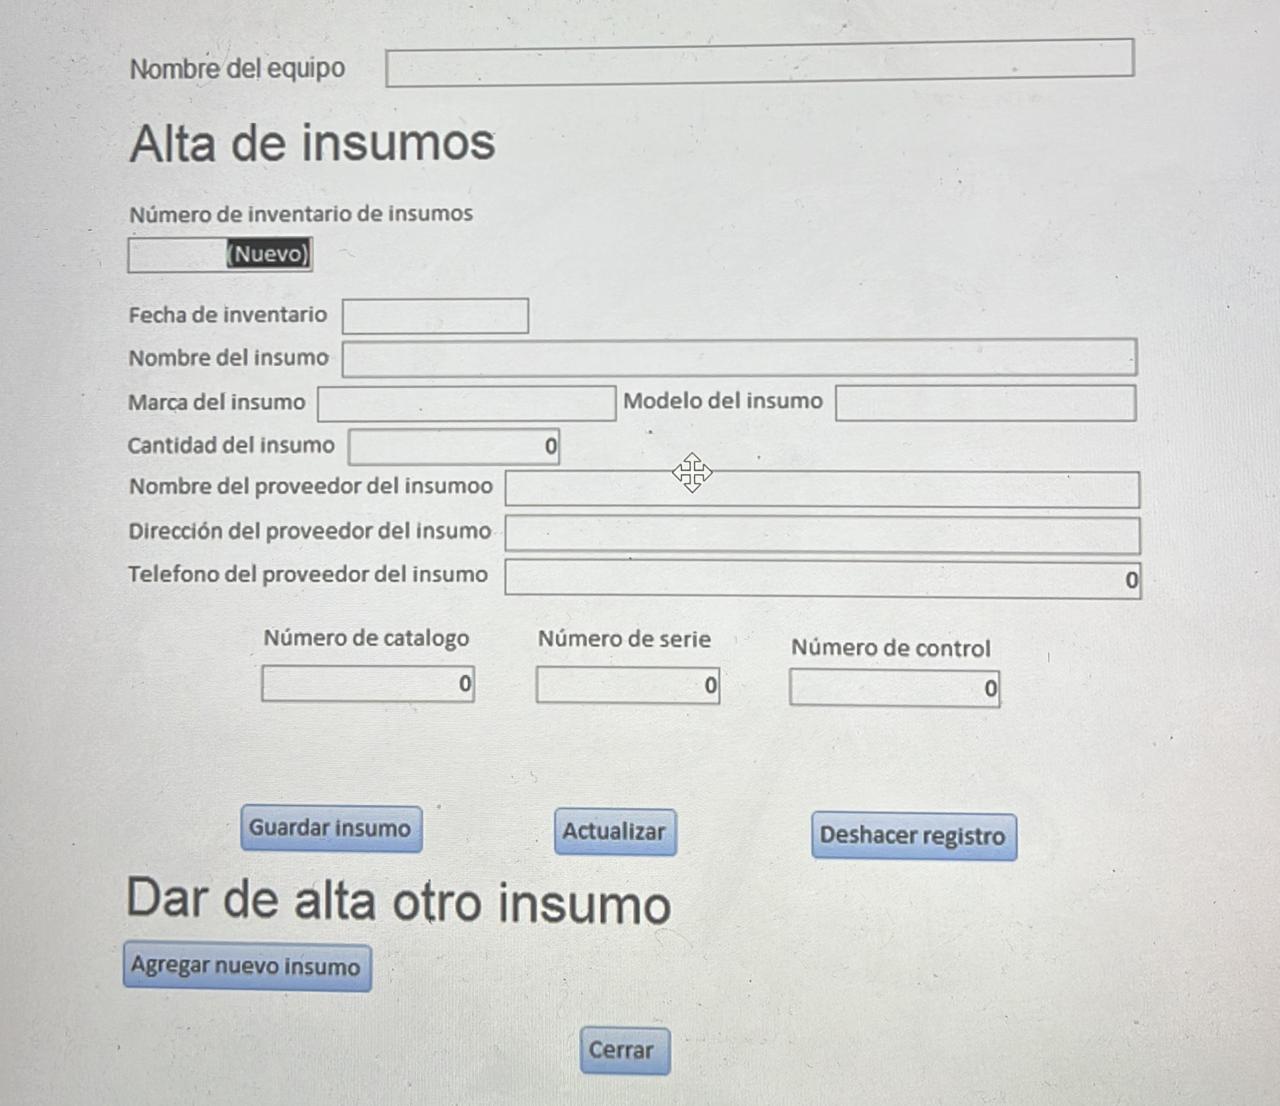 Nombre del equipo
Alta de insumos
Número de inventario de insumos
(Nuevo)
Fecha de inventario
Nombre del insumo
Marca del insumo Modelo del insumo
Cantidad del insumo 0
Nombre del proveedor del insumoo
Dirección del proveedor del insumo
Telefono del proveedor del insumo 0
Número de catalogo Número de serie Número de control
0 0 0
Guardar insumo Actualizar Deshacer registro
Dar de alta otro insumo
Agregar nuevo insumo
Cerrar